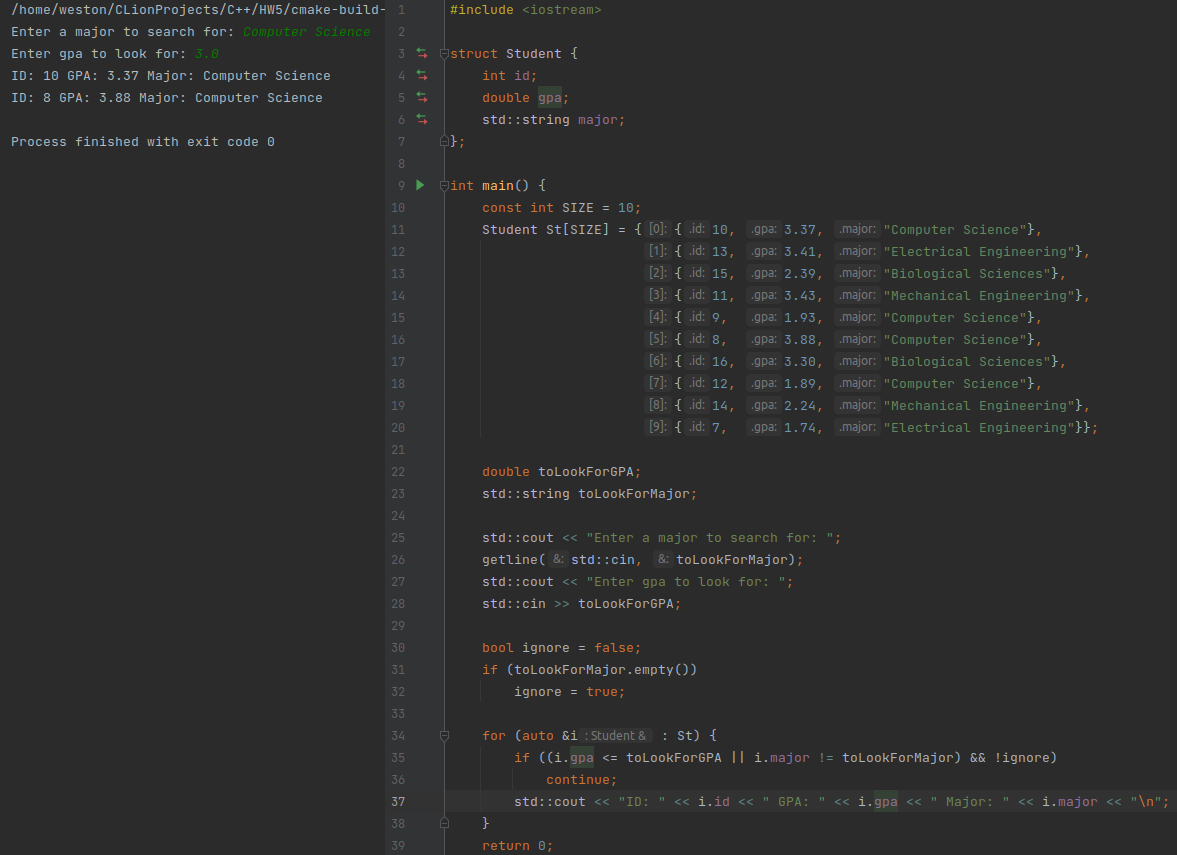 /home/weston/CLionProjects/C++/HW5/cmake-build-
Enter a major to search for: Computer Science
Enter gpa to look for: 3.0
ID: 10 GPA: 3.37 Major: Computer Science
ID: 8 GPA: 3.88 Major: Computer Science
Process finished with exit code 0
1 #include <iostream>
2
3 struct Student {
4 int id;
5 double gpa;
6 std::string major;
7 };
8
9 int main() {
10 const int SIZE = 10;
11 Student St[SIZE] = {[0]: { .id: 10, .gpa: 3.37, .major: "Computer Science"},
12 [1]: { .id: 13, .gpa: 3.41, .major: "Electrical Engineering"},
13 [2]: { .id: 15, .gpa: 2.39, .major: "Biological Sciences"},
14 [3]: { .id: 11, .gpa: 3.43, .major: "Mechanical Engineering"},
15 [4]: { .id: 9, .gpa: 1.93, .major: "Computer Science"},
16 [5]: { .id: 8, .gpa: 3.88, .major: "Computer Science"},
17 [6]: { .id: 16, .gpa: 3.30, .major: "Biological Sciences"},
18 [7]: { .id: 12, .gpa: 1.89, .major: "Computer Science"},
19 [8]: { .id: 14, .gpa: 2.24, .major: "Mechanical Engineering"},
20 [9]: { .id: 7, .gpa: 1.74, .major: "Electrical Engineering"}};
21
22 double toLookForGPA;
23 std::string toLookForMajor;
24
25 std::cout << "Enter a major to search for: ";
26 getline( &: std::cin, &: toLookForMajor);
27 std::cout << "Enter gpa to look for: ";
28 std::cin >> toLookForGPA;
29
30 bool ignore = false;
31 if (toLookForMajor.empty())
32 ignore = true;
33
34 for (auto &i : Student & : St) {
35 if ((i.gpa <= toLookForGPA || i.major != toLookForMajor) && !ignore)
36 continue;
37 std::cout << "ID: " << i.id << " GPA: " << i.gpa << " Major: " << i.major << "\n";
38 }
39 return 0;